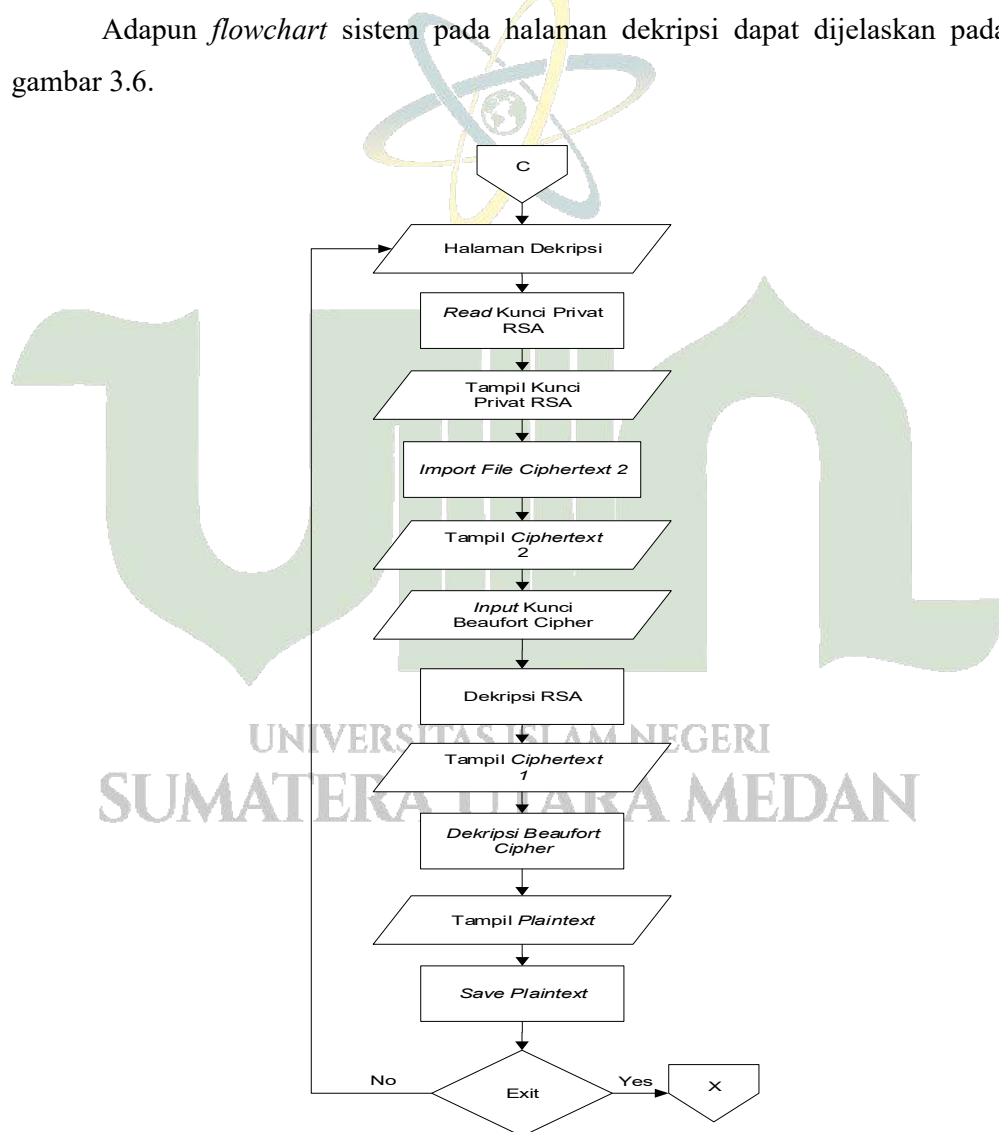 Adapun flowchart sistem pada halaman dekripsi dapat dijelaskan pada
gambar 3.6.
C
Halaman Dekripsi
Read Kunci Privat
RSA
Tampil Kunci
Privat RSA
Import File Ciphertext 2
Tampil Ciphertext
2
Input Kunci
Beaufort Cipher
Dekripsi RSA
UNIVERSITAS ISLAM NEGERI
Tampil Ciphertext
1
SUMATERA UTARA MEDAN
Dekripsi Beaufort
Cipher
Tampil Plaintext
Save Plaintext
No
Exit
Yes
X